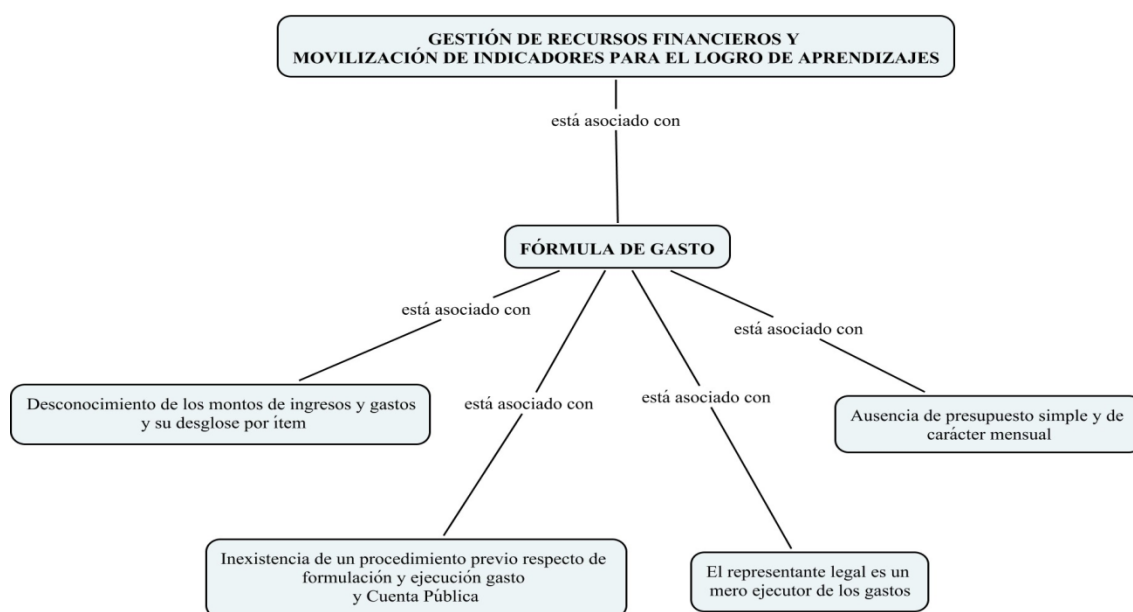 GESTIÓN DE RECURSOS FINANCIEROS Y
MOVILIZACIÓN DE INDICADORES PARA EL LOGRO DE APRENDIZAJES
está asociado con
FÓRMULA DE GASTO
está asociado con
está asociado con
está asociado con
está asociado con
Desconocimiento de los montos de ingresos y gastos
y su desglose por ítem
Ausencia de presupuesto simple y de
carácter mensual
Inexistencia de un procedimiento previo respecto de
formulación y ejecución gasto
y Cuenta Pública
El representante legal es un
mero ejecutor de los gastos